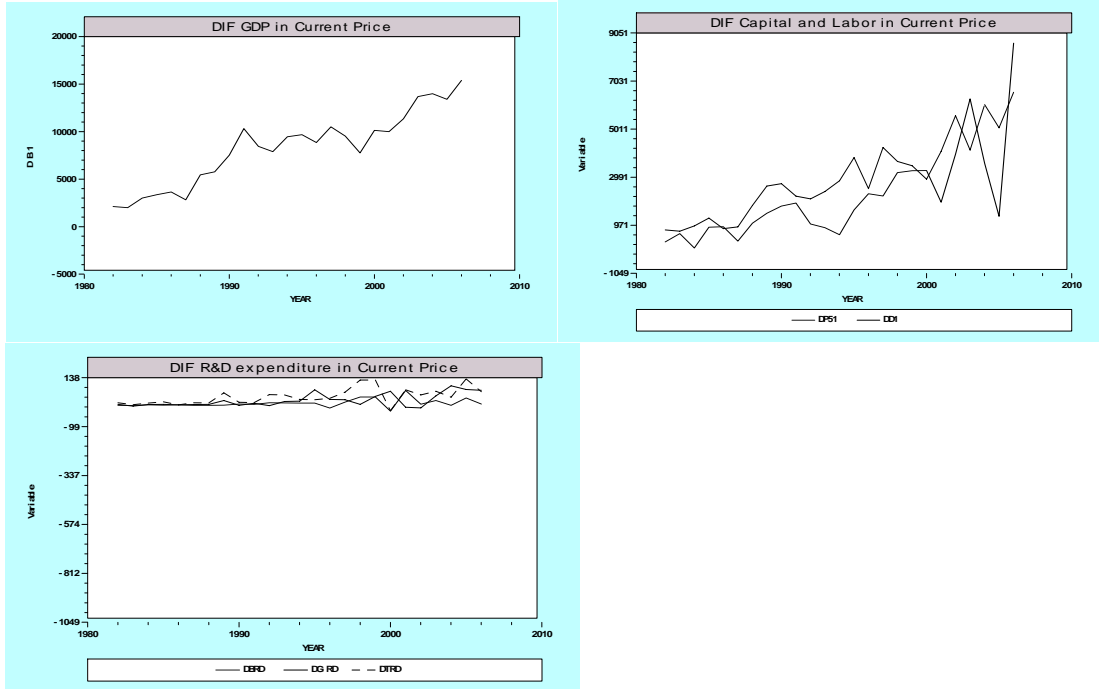 DIF GDP in Current Price
20000
15000
10000
5000
0
-5000
DB1
1980 1990 2000 2010
YEAR
DIF Capital and Labor in Current Price
9051
7031
5011
2991
971
-1049
Variable
1980 1990 2000 2010
YEAR
DP51 DD1
DIF R&D expenditure in Current Price
138
-99
-337
-574
-812
-1049
Variable
1980 1990 2000 2010
YEAR
DBRD DGRD DTRD